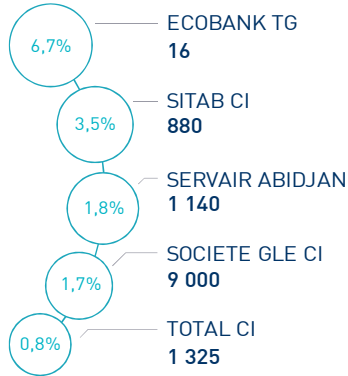 6,7%
ECOBANK TG
16
3,5%
SITAB CI
880
1,8%
SERVAIR ABIDJAN
1 140
1,7%
SOCIETE GLE CI
9 000
0,8%
TOTAL CI
1 325